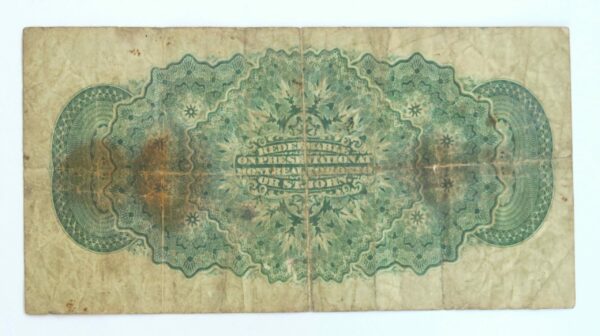 REDEEMABLE
ON PRESENTATION AT
MONTREAL TORONTO
OR ST. JOHN